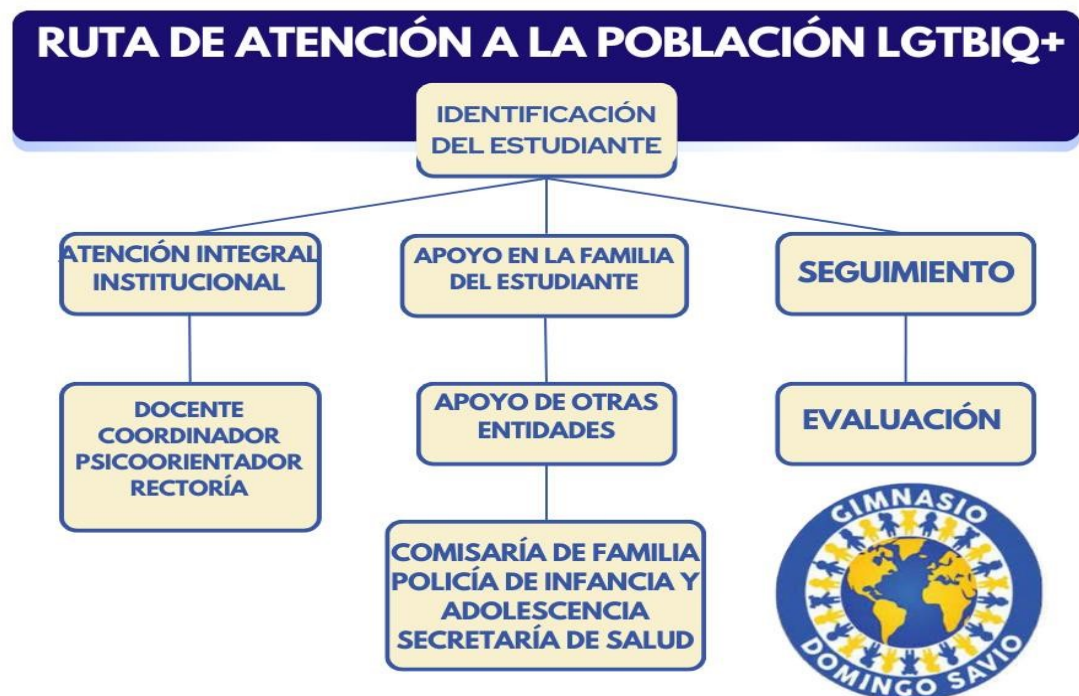 RUTA DE ATENCIÓN A LA POBLACIÓN LGTBIQ+
IDENTIFICACIÓN
DEL ESTUDIANTE
ATENCIÓN INTEGRAL
INSTITUCIONAL
APOYO EN LA FAMILIA
DEL ESTUDIANTE
SEGUIMIENTO
DOCENTE
COORDINADOR
PSICOORIENTADOR
RECTORÍA
APOYO DE OTRAS
ENTIDADES
EVALUACIÓN
COMISARÍA DE FAMILIA
POLICÍA DE INFANCIA Y
ADOLESCENCIA
SECRETARÍA DE SALUD
GIMNASIO
DOMINGO SAVIO